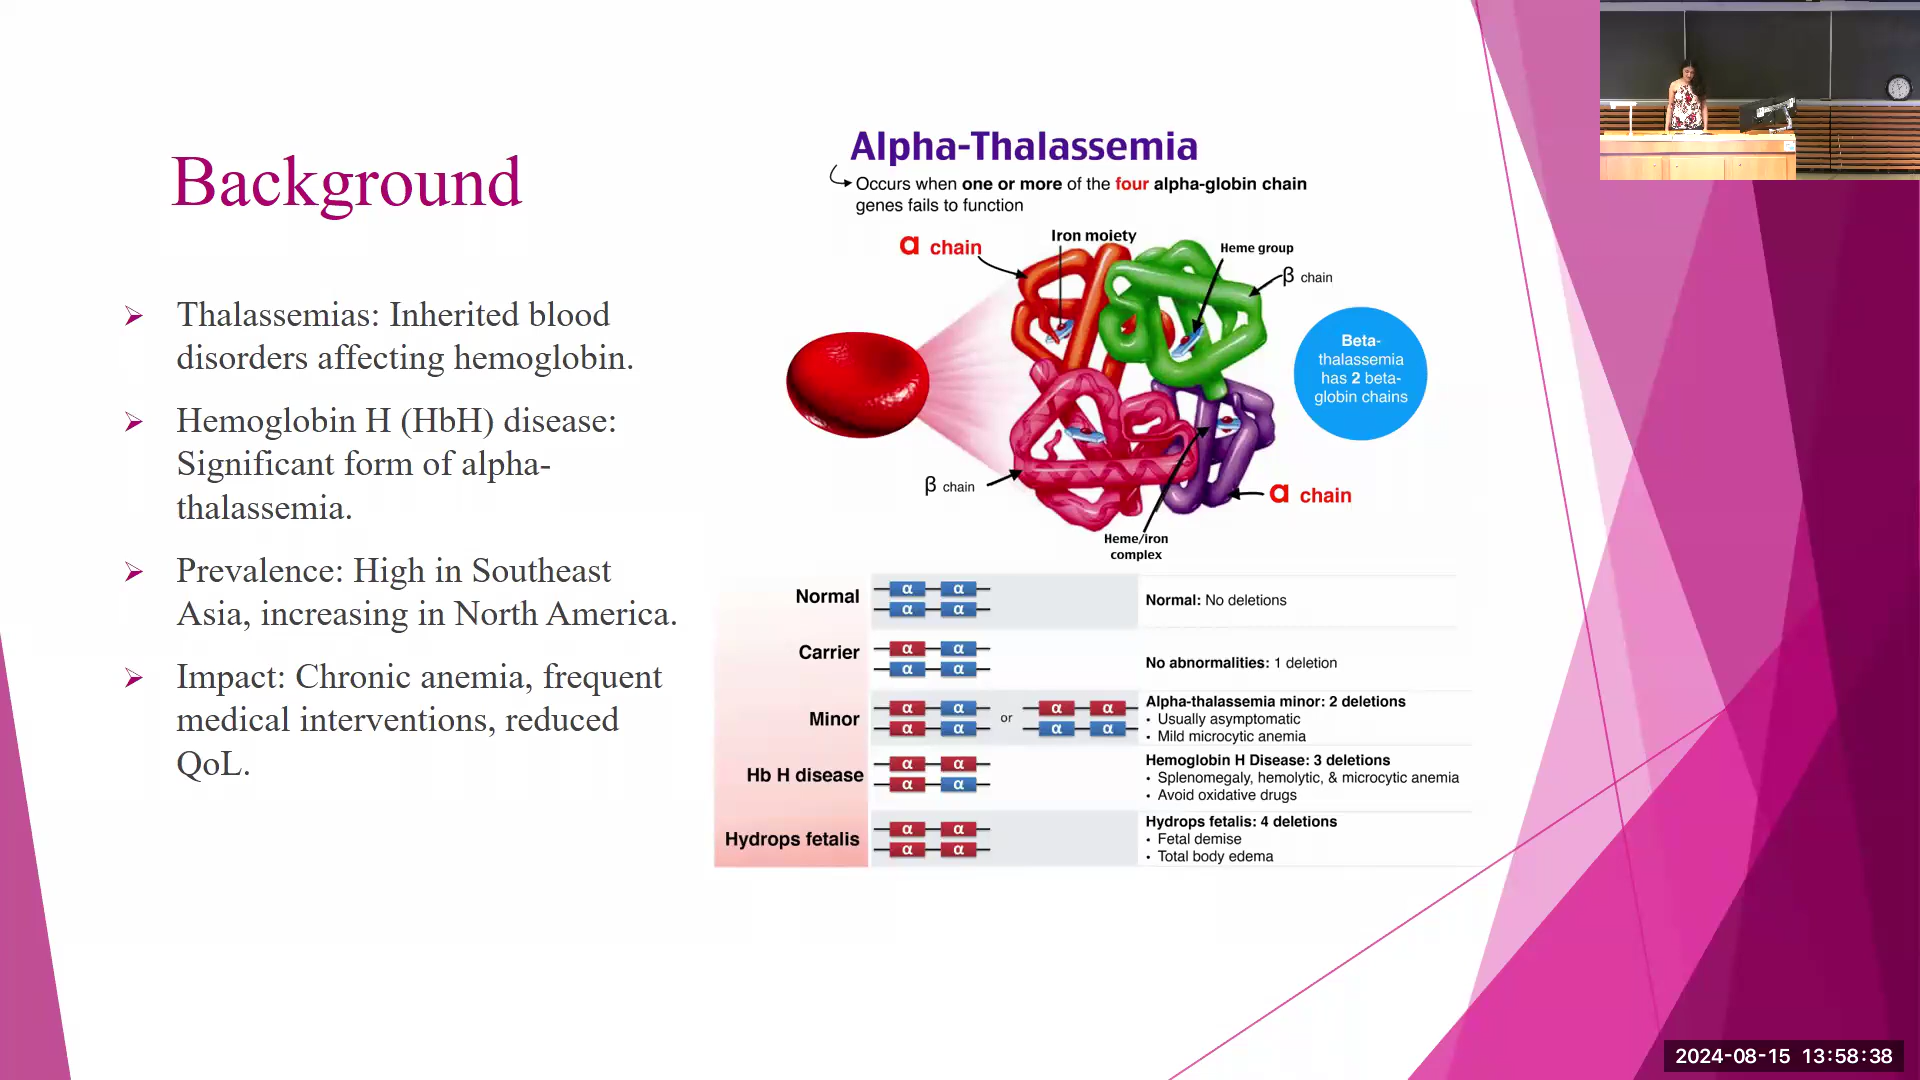 Background
➢ Thalassemias: Inherited blood
disorders affecting hemoglobin.
➢ Hemoglobin H (HbH) disease:
Significant form of alpha-
thalassemia.
➢ Prevalence: High in Southeast
Asia, increasing in North America.
➢ Impact: Chronic anemia, frequent
medical interventions, reduced
QoL.
Alpha-Thalassemia
Occurs when one or more of the four alpha-globin chain
genes fails to function
α chain
Iron moiety
Heme group
β chain
Beta-
thalassemia
has 2 beta-
globin chains
β chain
α chain
Heme/iron
complex
Normal
α α
α α
Normal: No deletions
Carrier
α α
α α
No abnormalities: 1 deletion
Minor
α α or α α
α α α α
Alpha-thalassemia minor: 2 deletions
• Usually asymptomatic
• Mild microcytic anemia
Hb H disease
α α
α α
Hemoglobin H Disease: 3 deletions
• Splenomegaly, hemolytic, & microcytic anemia
• Avoid oxidative drugs
Hydrops fetalis
α α
α α
Hydrops fetalis: 4 deletions
• Fetal demise
• Total body edema
2024-08-15 13:58:38